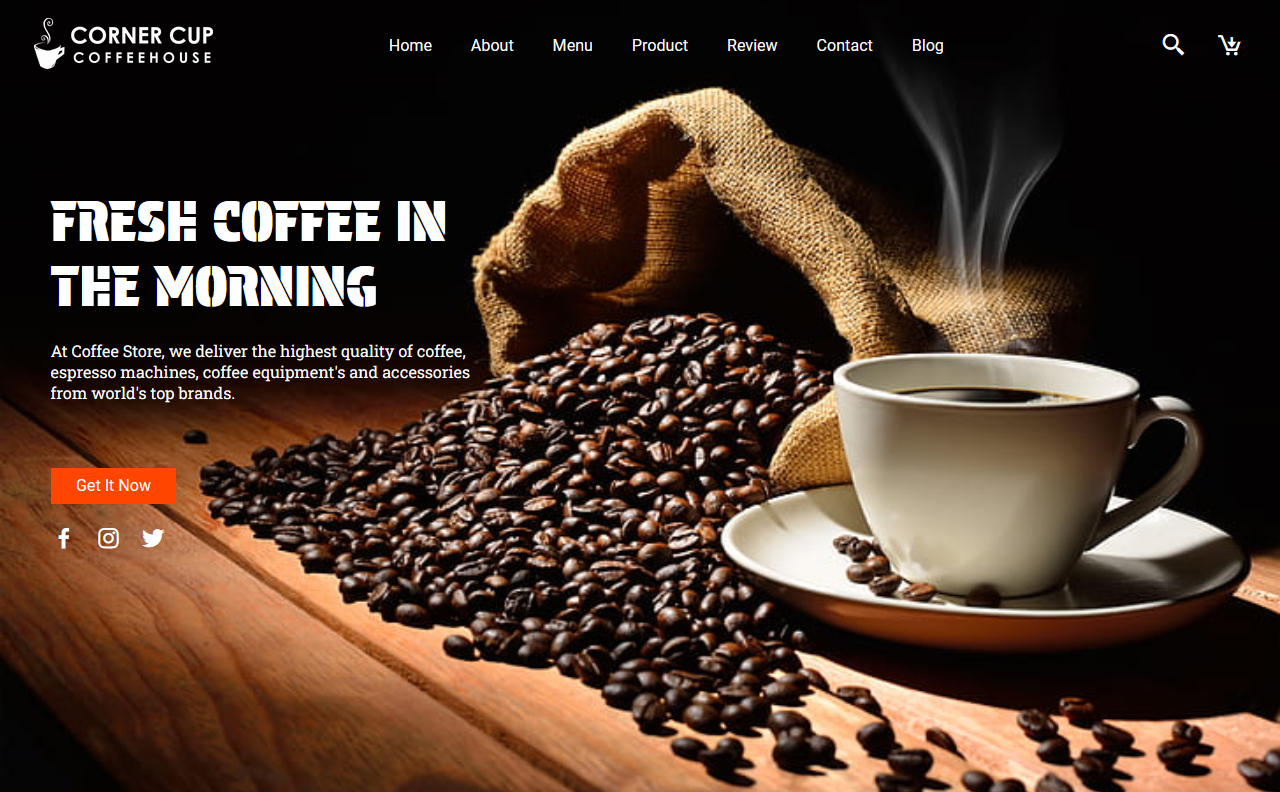 CORNER CUP
COFFEEHOUSE
Home About Menu Product Review Contact Blog
FRESH COFFEE IN
THE MORNING
At Coffee Store, we deliver the highest quality of coffee,
espresso machines, coffee equipment's and accessories
from world's top brands.
Get It Now